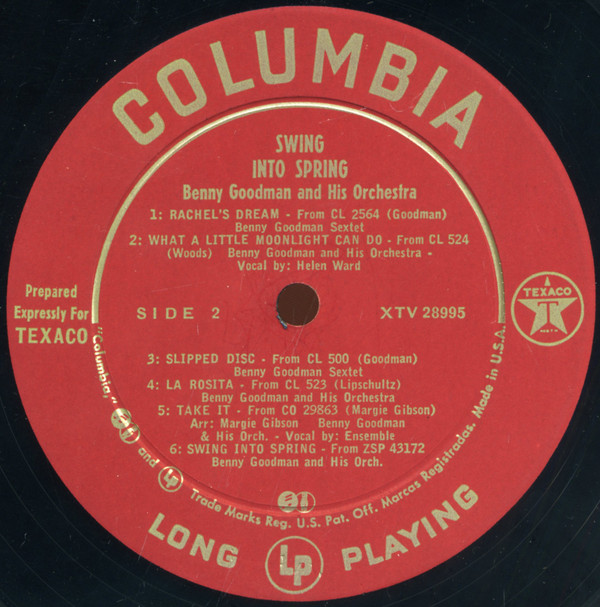 COLUMBIA
SWING
INTO SPRING
Benny Goodman and His Orchestra
1: RACHEL'S DREAM - From CL 2564 (Goodman)
Benny Goodman Sextet
2: WHAT A LITTLE MOONLIGHT CAN DO - From CL 524
(Woods) Benny Goodman and His Orchestra -
Vocal by: Helen Ward
Prepared
Expressly For
TEXACO
SIDE 2
XTV 28995
TEXACO
T
3: SLIPPED DISC - From CL 500 (Goodman)
Benny Goodman Sextet
4: LA ROSITA - From CL 523 (Lipschultz)
Benny Goodman and His Orchestra
5: TAKE IT - From CO 29863 (Margie Gibson)
Arr: Margie Gibson Benny Goodman
& His Orch. - Vocal by: Ensemble
6: SWING INTO SPRING - From ZSP 43172
Benny Goodman and His Orch.
"Columbia," and Lp Trade Marks Reg. U.S. Pat. Off. Marcas Registradas. Made in U.S.A.
LONG Lp PLAYING